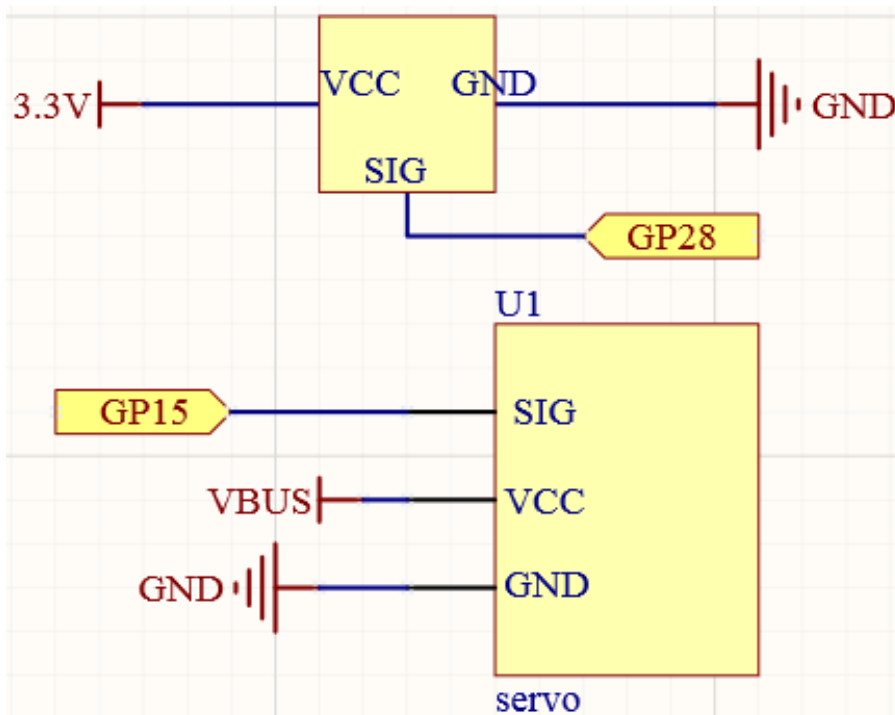 3.3V VCC GND GND
SIG
GP28
U1
GP15 SIG
VBUS VCC
GND GND
servo